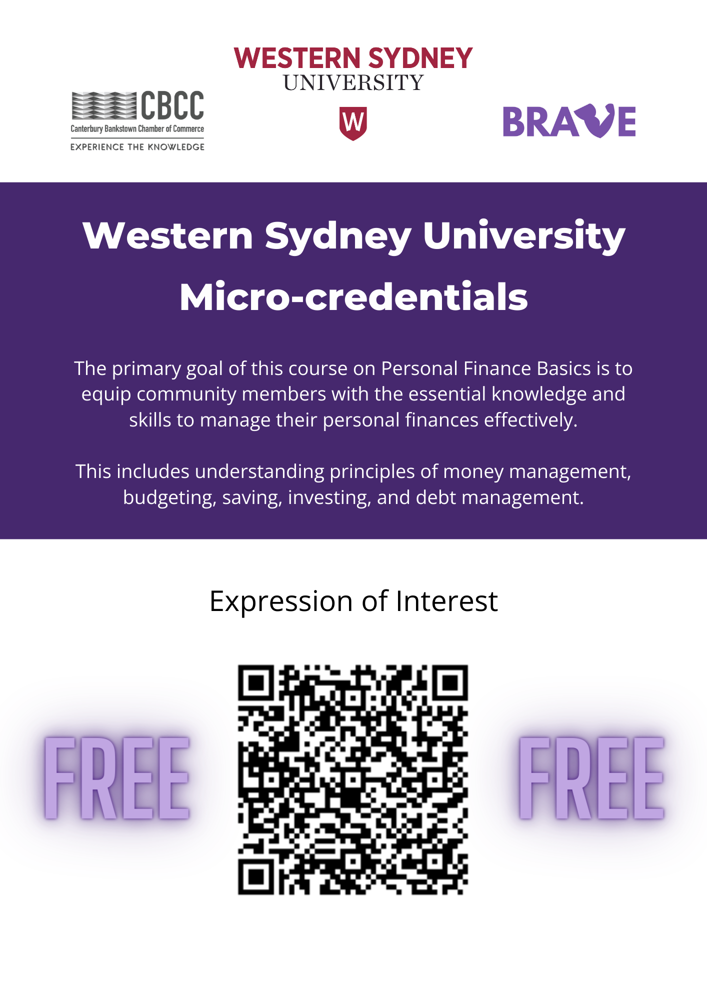 WESTERN SYDNEY
UNIVERSITY
W
CBCC
Canterbury Bankstown Chamber of Commerce
EXPERIENCE THE KNOWLEDGE
BRAVE
Western Sydney University
Micro-credentials
The primary goal of this course on Personal Finance Basics is to
equip community members with the essential knowledge and
skills to manage their personal finances effectively.
This includes understanding principles of money management,
budgeting, saving, investing, and debt management.
Expression of Interest
FREE
FREE